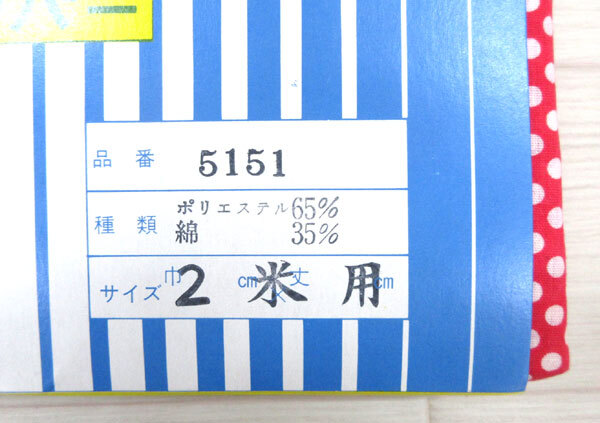 品番 5151
種類 ポリエステル 65%
綿 35%
サイズ 巾 cm × 丈 cm
2米用